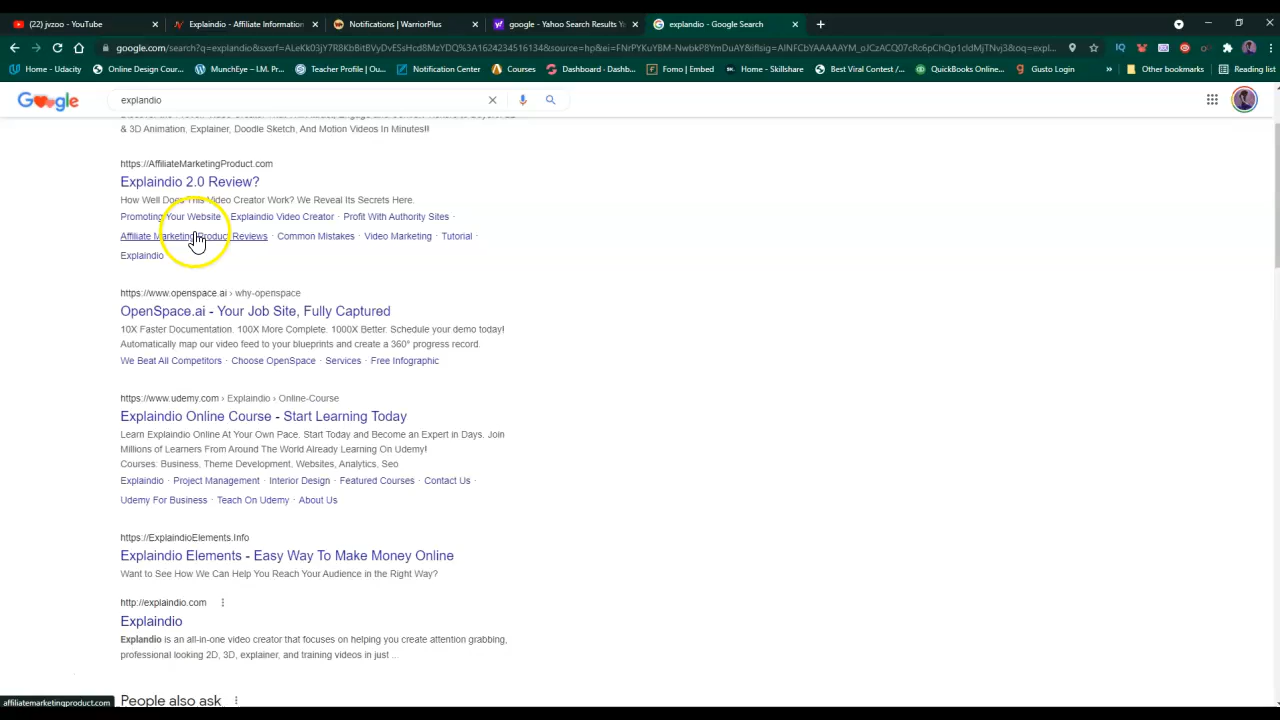 (22) jvzoo - YouTube
Explaindio - Affiliate Information
Notifications | WarriorPlus
google - Yahoo Search Results
explandio - Google Search
google.com/search?q=explandio&sxsrf=
Home - Udacity
Online Design Cour...
MunchEye – I.M. Pr...
Teacher Profile | Ou...
Notification Center
Courses
Dashboard - Dashb...
Fomo | Embed
Home - Skillshare
Best Viral Contest /...
QuickBooks Online...
Gusto Login
»
Other bookmarks
Reading list
Google
explandio
& 3D Animation, Explainer, Doodle Sketch, And Motion Videos In Minutes!!
https://AffiliateMarketingProduct.com
Explaindio 2.0 Review?
How Well Does This Video Creator Work? We Reveal Its Secrets Here.
Promoting Your Website · Explaindio Video Creator · Profit With Authority Sites ·
Affiliate Marketing Product Reviews · Common Mistakes · Video Marketing · Tutorial ·
Explaindio
https://www.openspace.ai › why-openspace
OpenSpace.ai - Your Job Site, Fully Captured
10X Faster Documentation. 100X More Complete. 1000X Better. Schedule your demo today!
Automatically map our video feed to your blueprints and create a 360° progress record.
We Beat All Competitors · Choose OpenSpace · Services · Free Infographic
https://www.udemy.com › Explaindio › Online-Course
Explaindio Online Course - Start Learning Today
Learn Explaindio Online At Your Own Pace. Start Today and Become an Expert in Days. Join
Millions of Learners From Around The World Already Learning On Udemy!
Courses: Business, Theme Development, Websites, Analytics, Seo
Explaindio · Project Management · Interior Design · Featured Courses · Contact Us ·
Udemy For Business · Teach On Udemy · About Us
https://ExplaindioElements.Info
Explaindio Elements - Easy Way To Make Money Online
Want to See How We Can Help You Reach Your Audience in the Right Way?
http://explaindio.com
Explaindio
Explandio is an all-in-one video creator that focuses on helping you create attention grabbing,
professional looking 2D, 3D, explainer, and training videos in just ...
People also ask
affiliatemarketingproduct.com